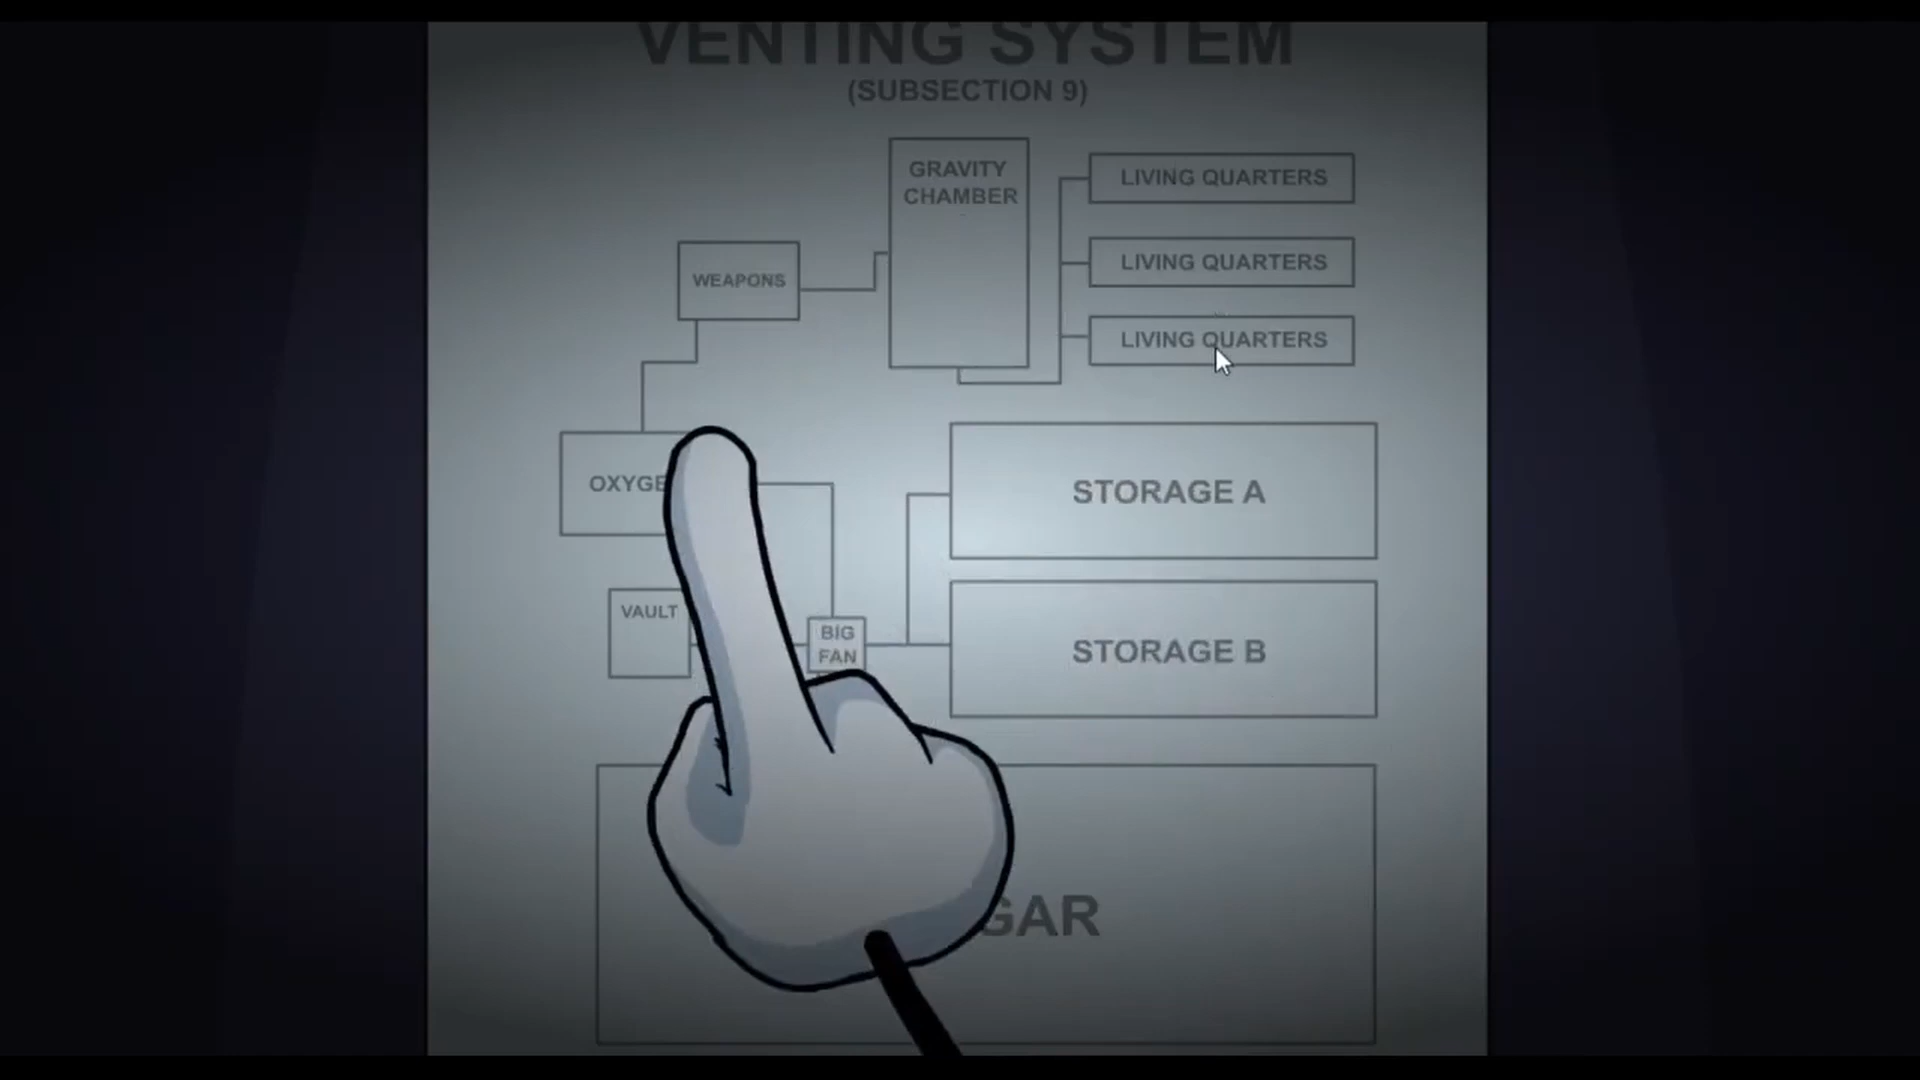 VENTING SYSTEM
(SUBSECTION 9)
GRAVITY
CHAMBER
LIVING QUARTERS
LIVING QUARTERS
LIVING QUARTERS
WEAPONS
OXYGE
STORAGE A
VAULT
BIG
FAN
STORAGE B
GAR